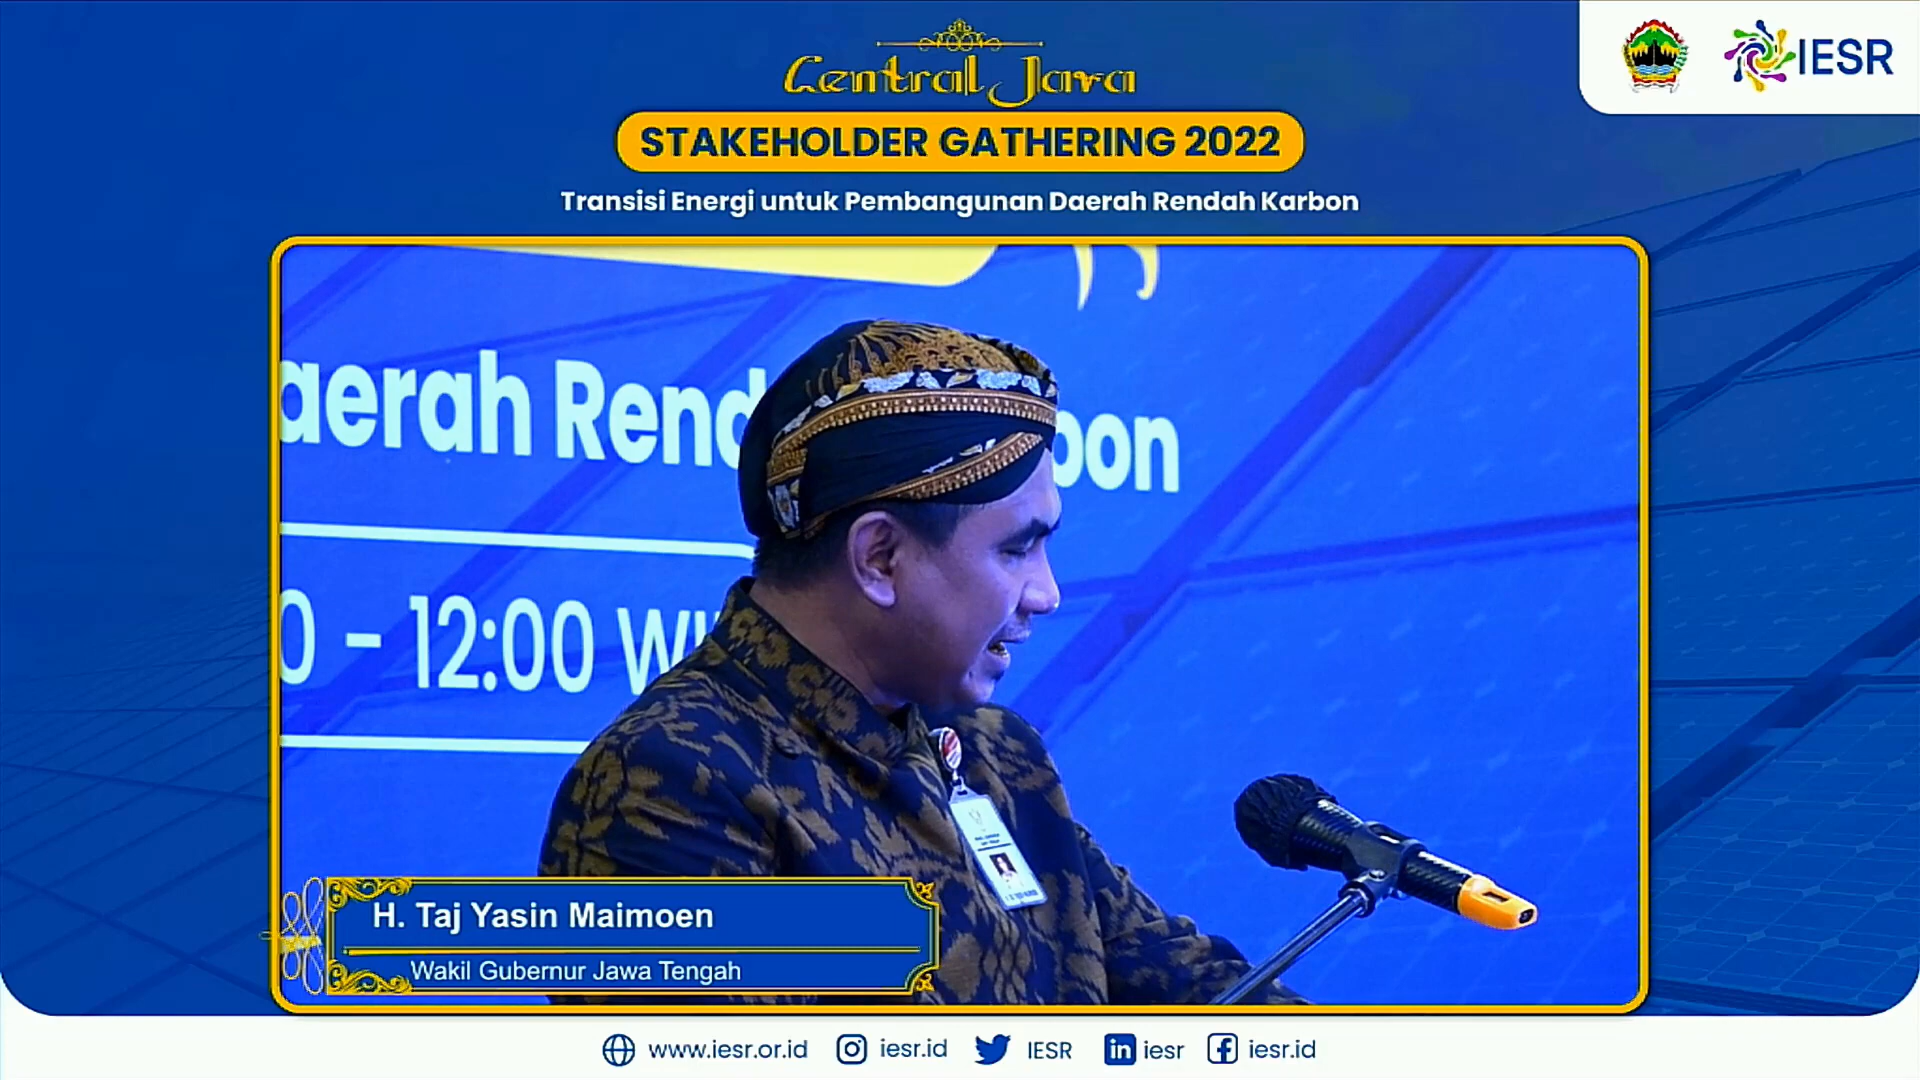 Central Java
STAKEHOLDER GATHERING 2022
Transisi Energi untuk Pembangunan Daerah Rendah Karbon
IESR
aerah Rend bon
0 - 12:00 WI
H. Taj Yasin Maimoen
Wakil Gubernur Jawa Tengah
www.iesr.or.id iesr.id IESR iesr iesr.id